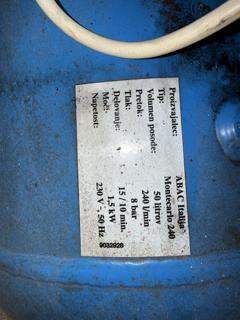 Proizvajalec: ABAC Italija
Tip: Montecarlo 240
Volumen posode: 50 litrov
Pretok: 240 l/min
Tlak: 8 bar
Delovanje: 15 / 10 min.
Moč: 1,5 kW
Napetost: 230 V ~, 50 Hz
9032928